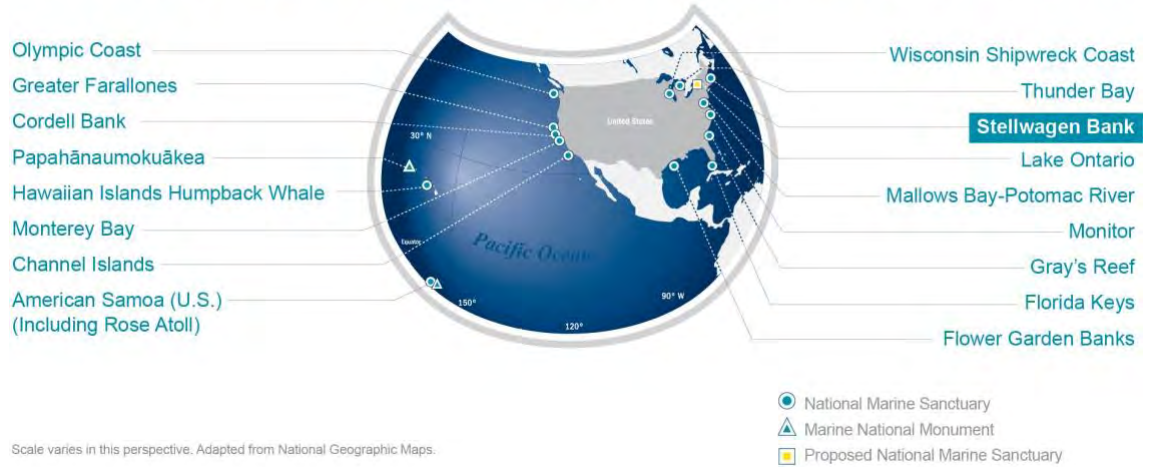 Olympic Coast
Greater Farallones
Cordell Bank
Papahānaumokuākea
Hawaiian Islands Humpback Whale
Monterey Bay
Channel Islands
American Samoa (U.S.)
(Including Rose Atoll)
United States
30° N
Equator
Pacific Ocean
150°
120°
90° W
Wisconsin Shipwreck Coast
Thunder Bay
Stellwagen Bank
Lake Ontario
Mallows Bay-Potomac River
Monitor
Gray's Reef
Florida Keys
Flower Garden Banks
National Marine Sanctuary
Marine National Monument
Proposed National Marine Sanctuary
Scale varies in this perspective. Adapted from National Geographic Maps.